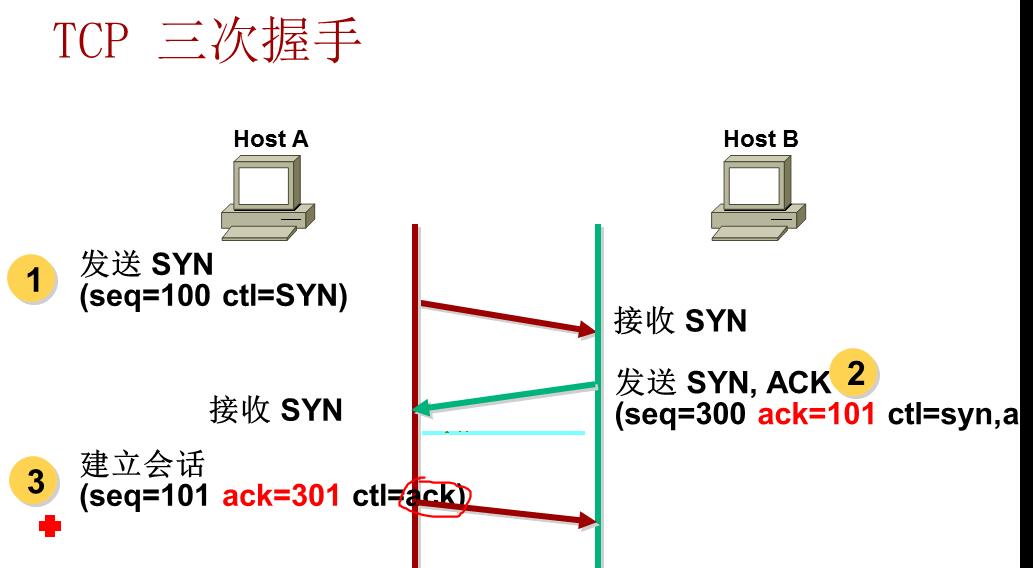 TCP 三次握手
Host A
Host B
1
发送 SYN
(seq=100 ctl=SYN)
接收 SYN
发送 SYN, ACK
2
(seq=300 ack=101 ctl=syn,a
接收 SYN
3
建立会话
(seq=101 ack=301 ctl=ack)